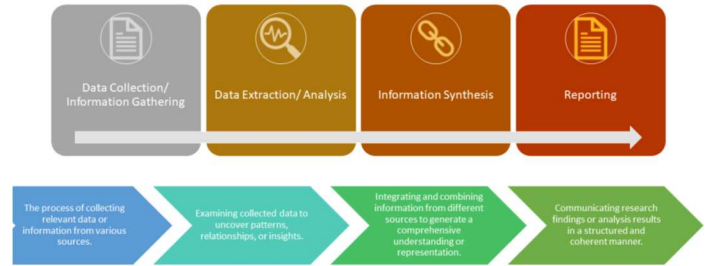 Data Collection/
Information Gathering
Data Extraction/ Analysis
Information Synthesis
Reporting
The process of collecting
relevant data or
information from various
sources.
Examining collected data to
uncover patterns,
relationships, or insights.
Integrating and combining
information from different
sources to generate a
comprehensive
understanding or
representation.
Communicating research
findings or analysis results
in a structured and
coherent manner.